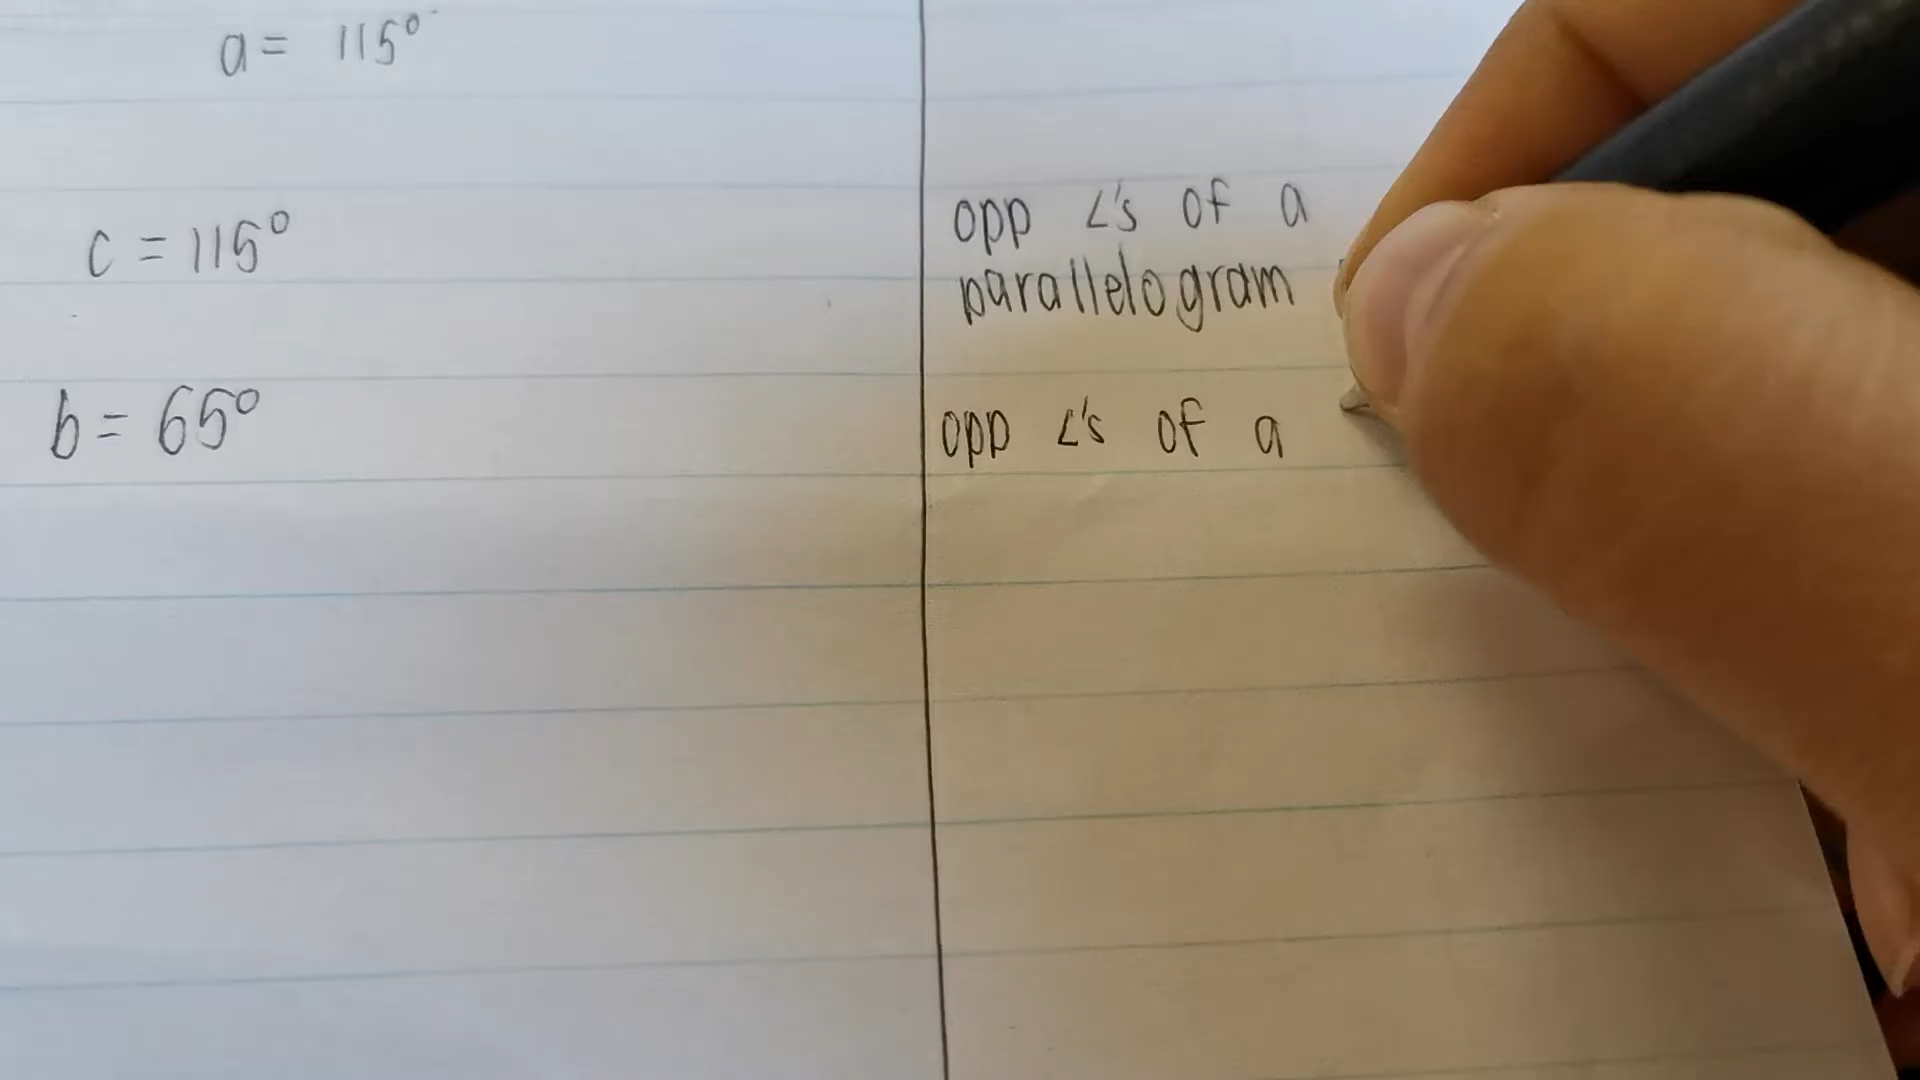 a = 115°
c = 115°
opp ∠'s of a
parallelogram
b = 65°
opp ∠'s of a